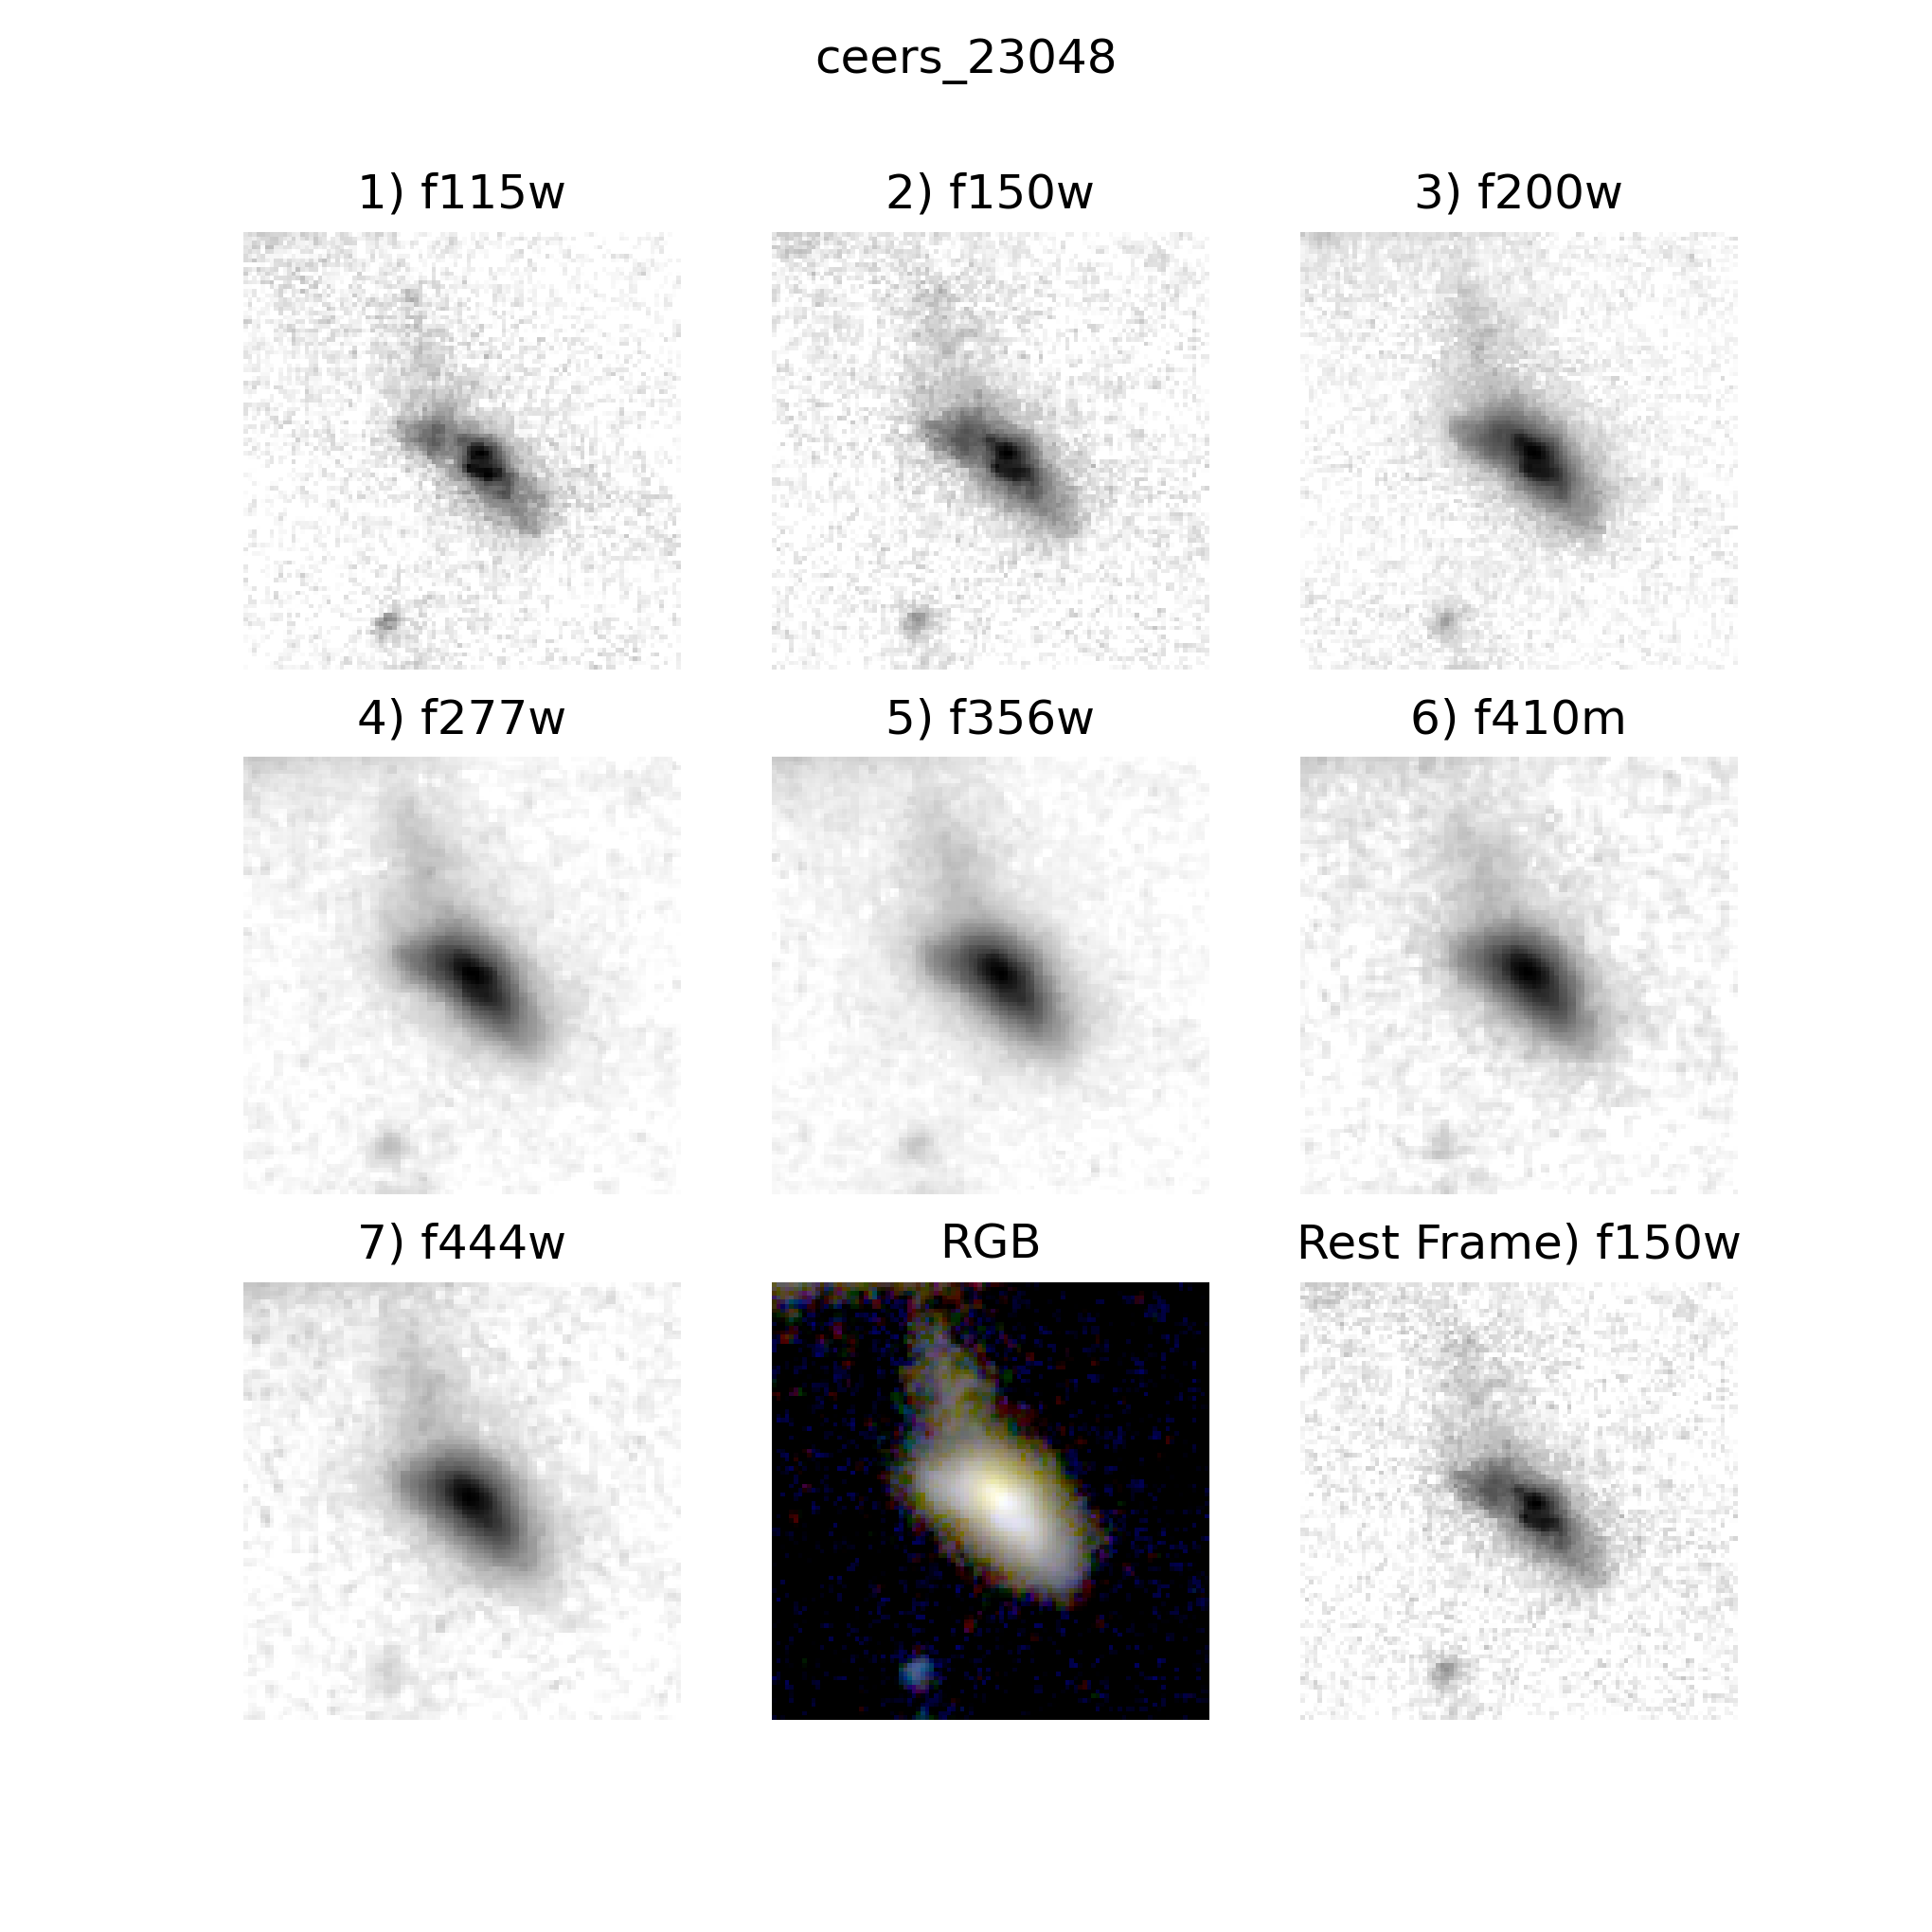 ceers_23048
1) f115w
2) f150w
3) f200w
4) f277w
5) f356w
6) f410m
7) f444w
RGB
Rest Frame) f150w